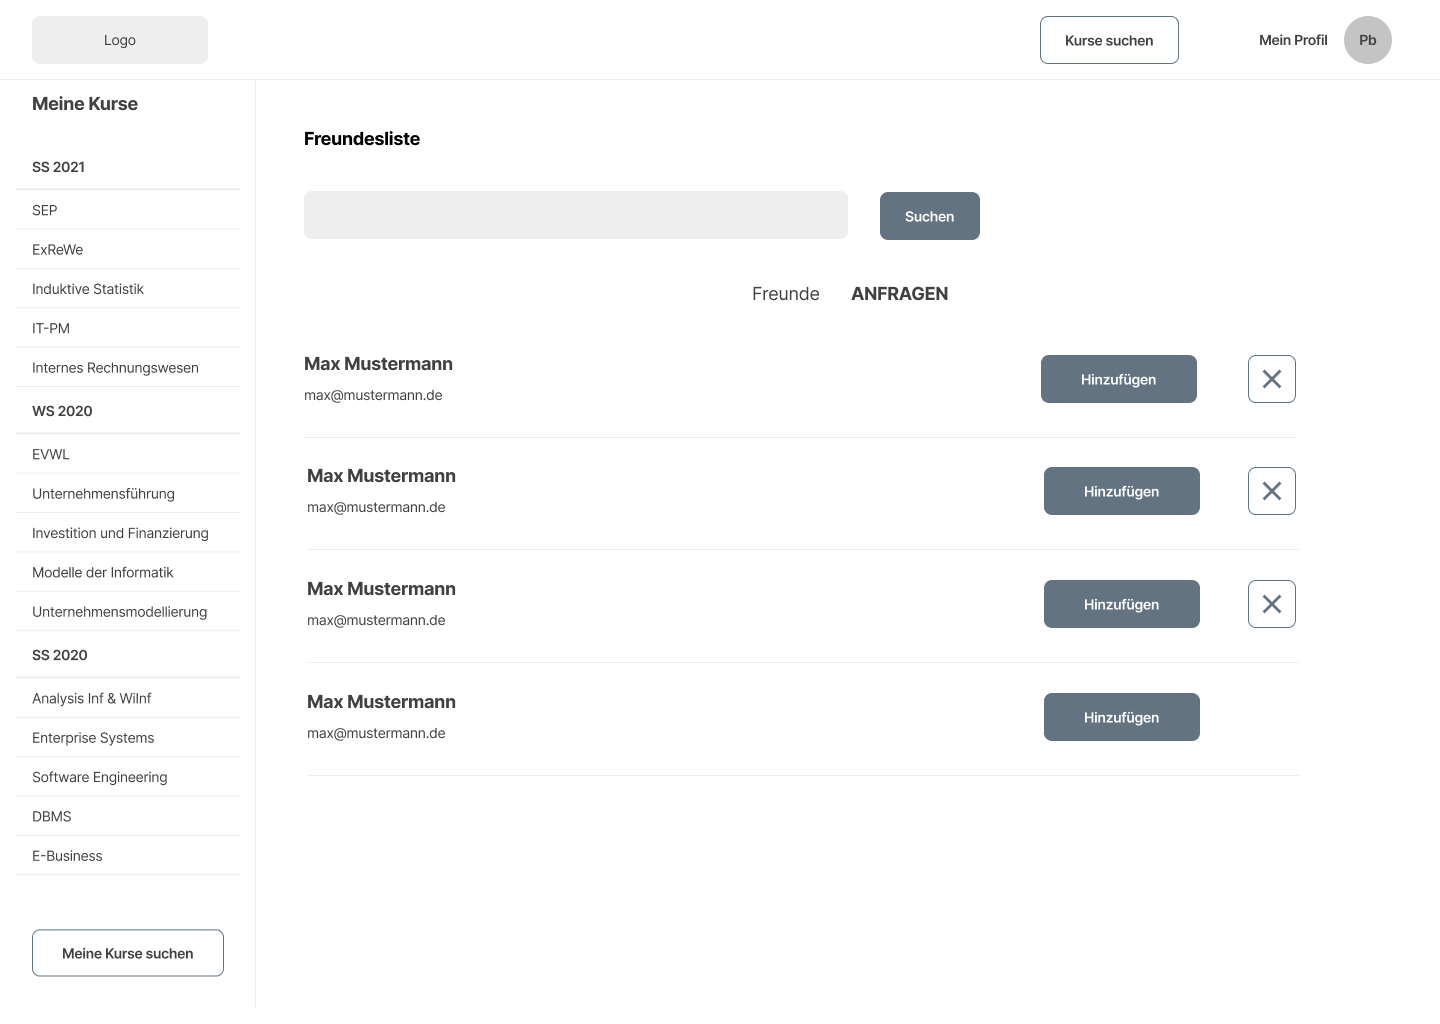 Logo
Kurse suchen
Mein Profil
Pb
Meine Kurse
SS 2021
SEP
ExReWe
Induktive Statistik
IT-PM
Internes Rechnungswesen
WS 2020
EVWL
Unternehmensführung
Investition und Finanzierung
Modelle der Informatik
Unternehmensmodellierung
SS 2020
Analysis Inf & WiInf
Enterprise Systems
Software Engineering
DBMS
E-Business
Meine Kurse suchen
Freundesliste
Suchen
Freunde
ANFRAGEN
Max Mustermann
max@mustermann.de
Hinzufügen
Max Mustermann
max@mustermann.de
Hinzufügen
Max Mustermann
max@mustermann.de
Hinzufügen
Max Mustermann
max@mustermann.de
Hinzufügen